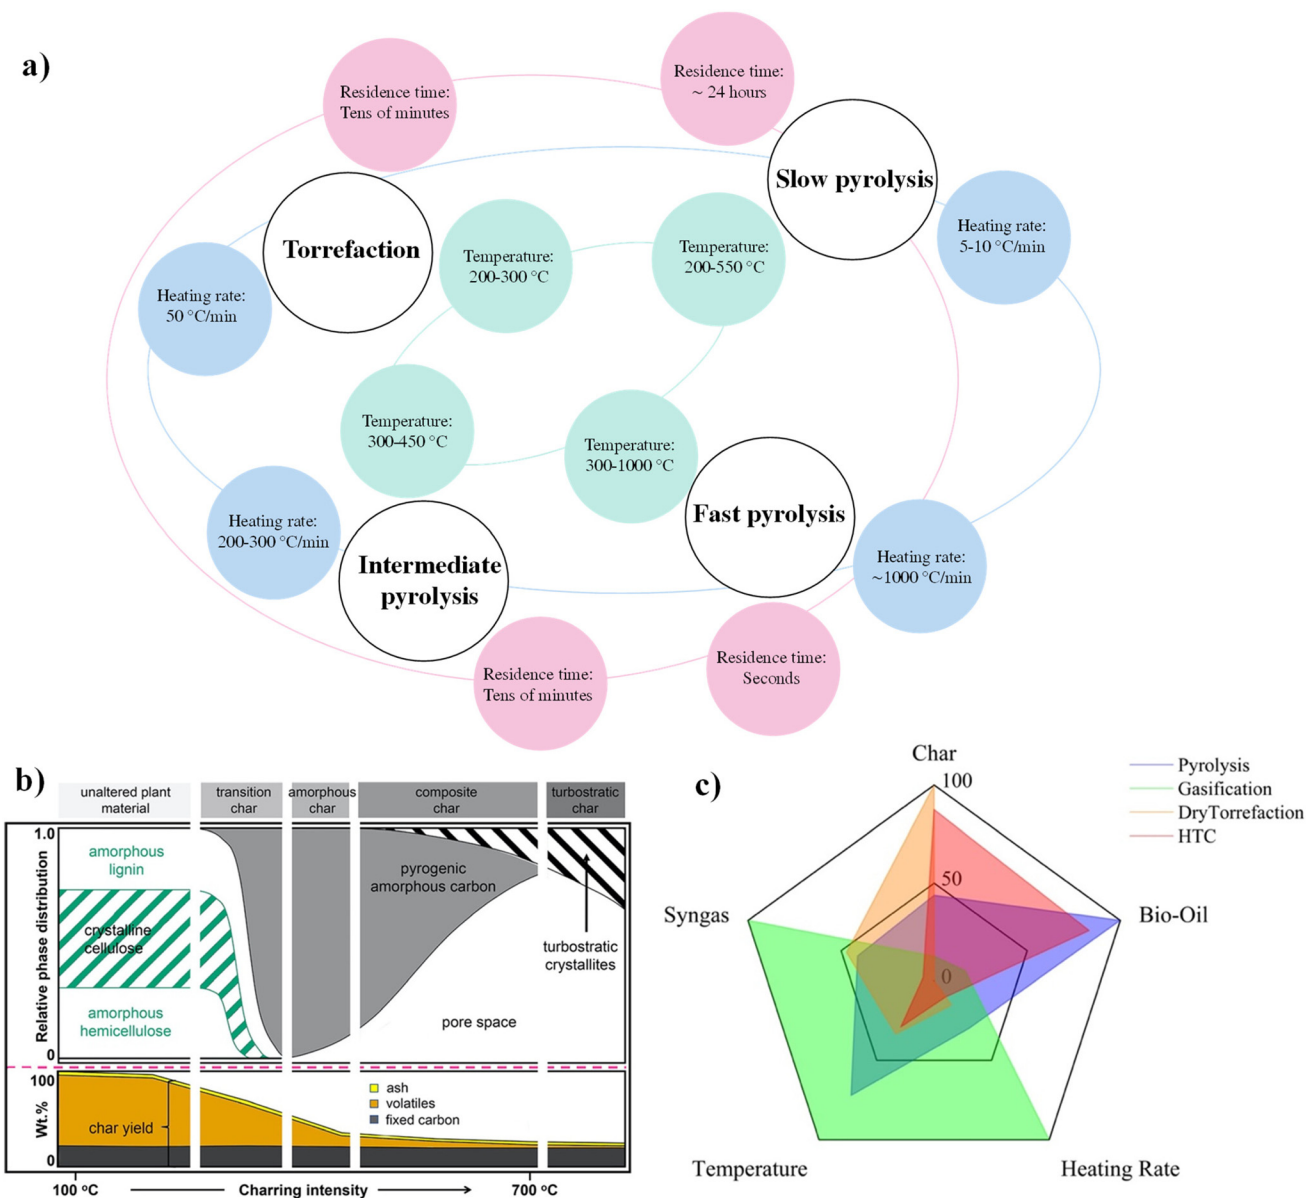 a)
Residence time:
Tens of minutes
Residence time:
~ 24 hours
Slow pyrolysis
Torrefaction
Temperature:
200-300 °C
Temperature:
200-550 °C
Heating rate:
5-10 °C/min
Heating rate:
50 °C/min
Temperature:
300-450 °C
Temperature:
300-1000 °C
Heating rate:
200-300 °C/min
Fast pyrolysis
Intermediate
pyrolysis
Heating rate:
~1000 °C/min
Residence time:
Tens of minutes
Residence time:
Seconds
b)
unaltered plant
material
transition
char
amorphous
char
composite
char
turbostratic
char
Relative phase distribution
1.0
0
amorphous
lignin
crystalline
cellulose
amorphous
hemicellulose
pyrogenic
amorphous carbon
turbostratic
crystallites
pore space
Wt.%
100
0
char yield
ash
volatiles
fixed carbon
100 °C
Charring intensity
700 °C
c)
Char
100
50
0
Syngas
Bio-Oil
Temperature
Heating Rate
Pyrolysis
Gasification
DryTorrefaction
HTC